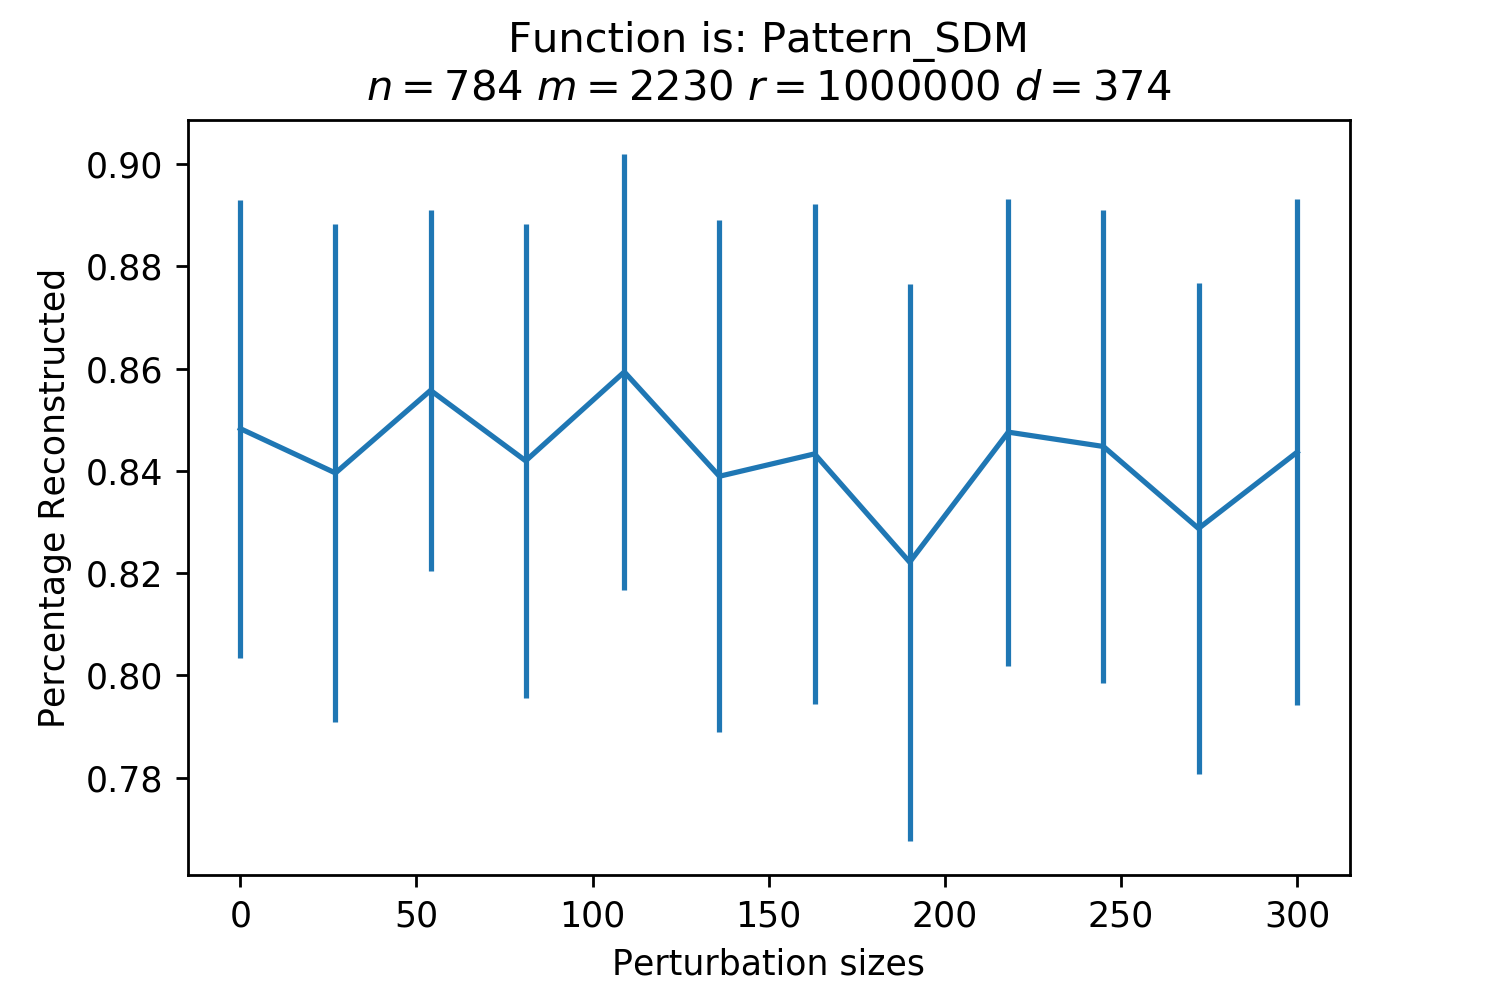 Function is: Pattern_SDM
n = 784 m = 2230 r = 1000000 d = 374
Percentage Reconstructed
0.90
0.88
0.86
0.84
0.82
0.80
0.78
0 50 100 150 200 250 300
Perturbation sizes